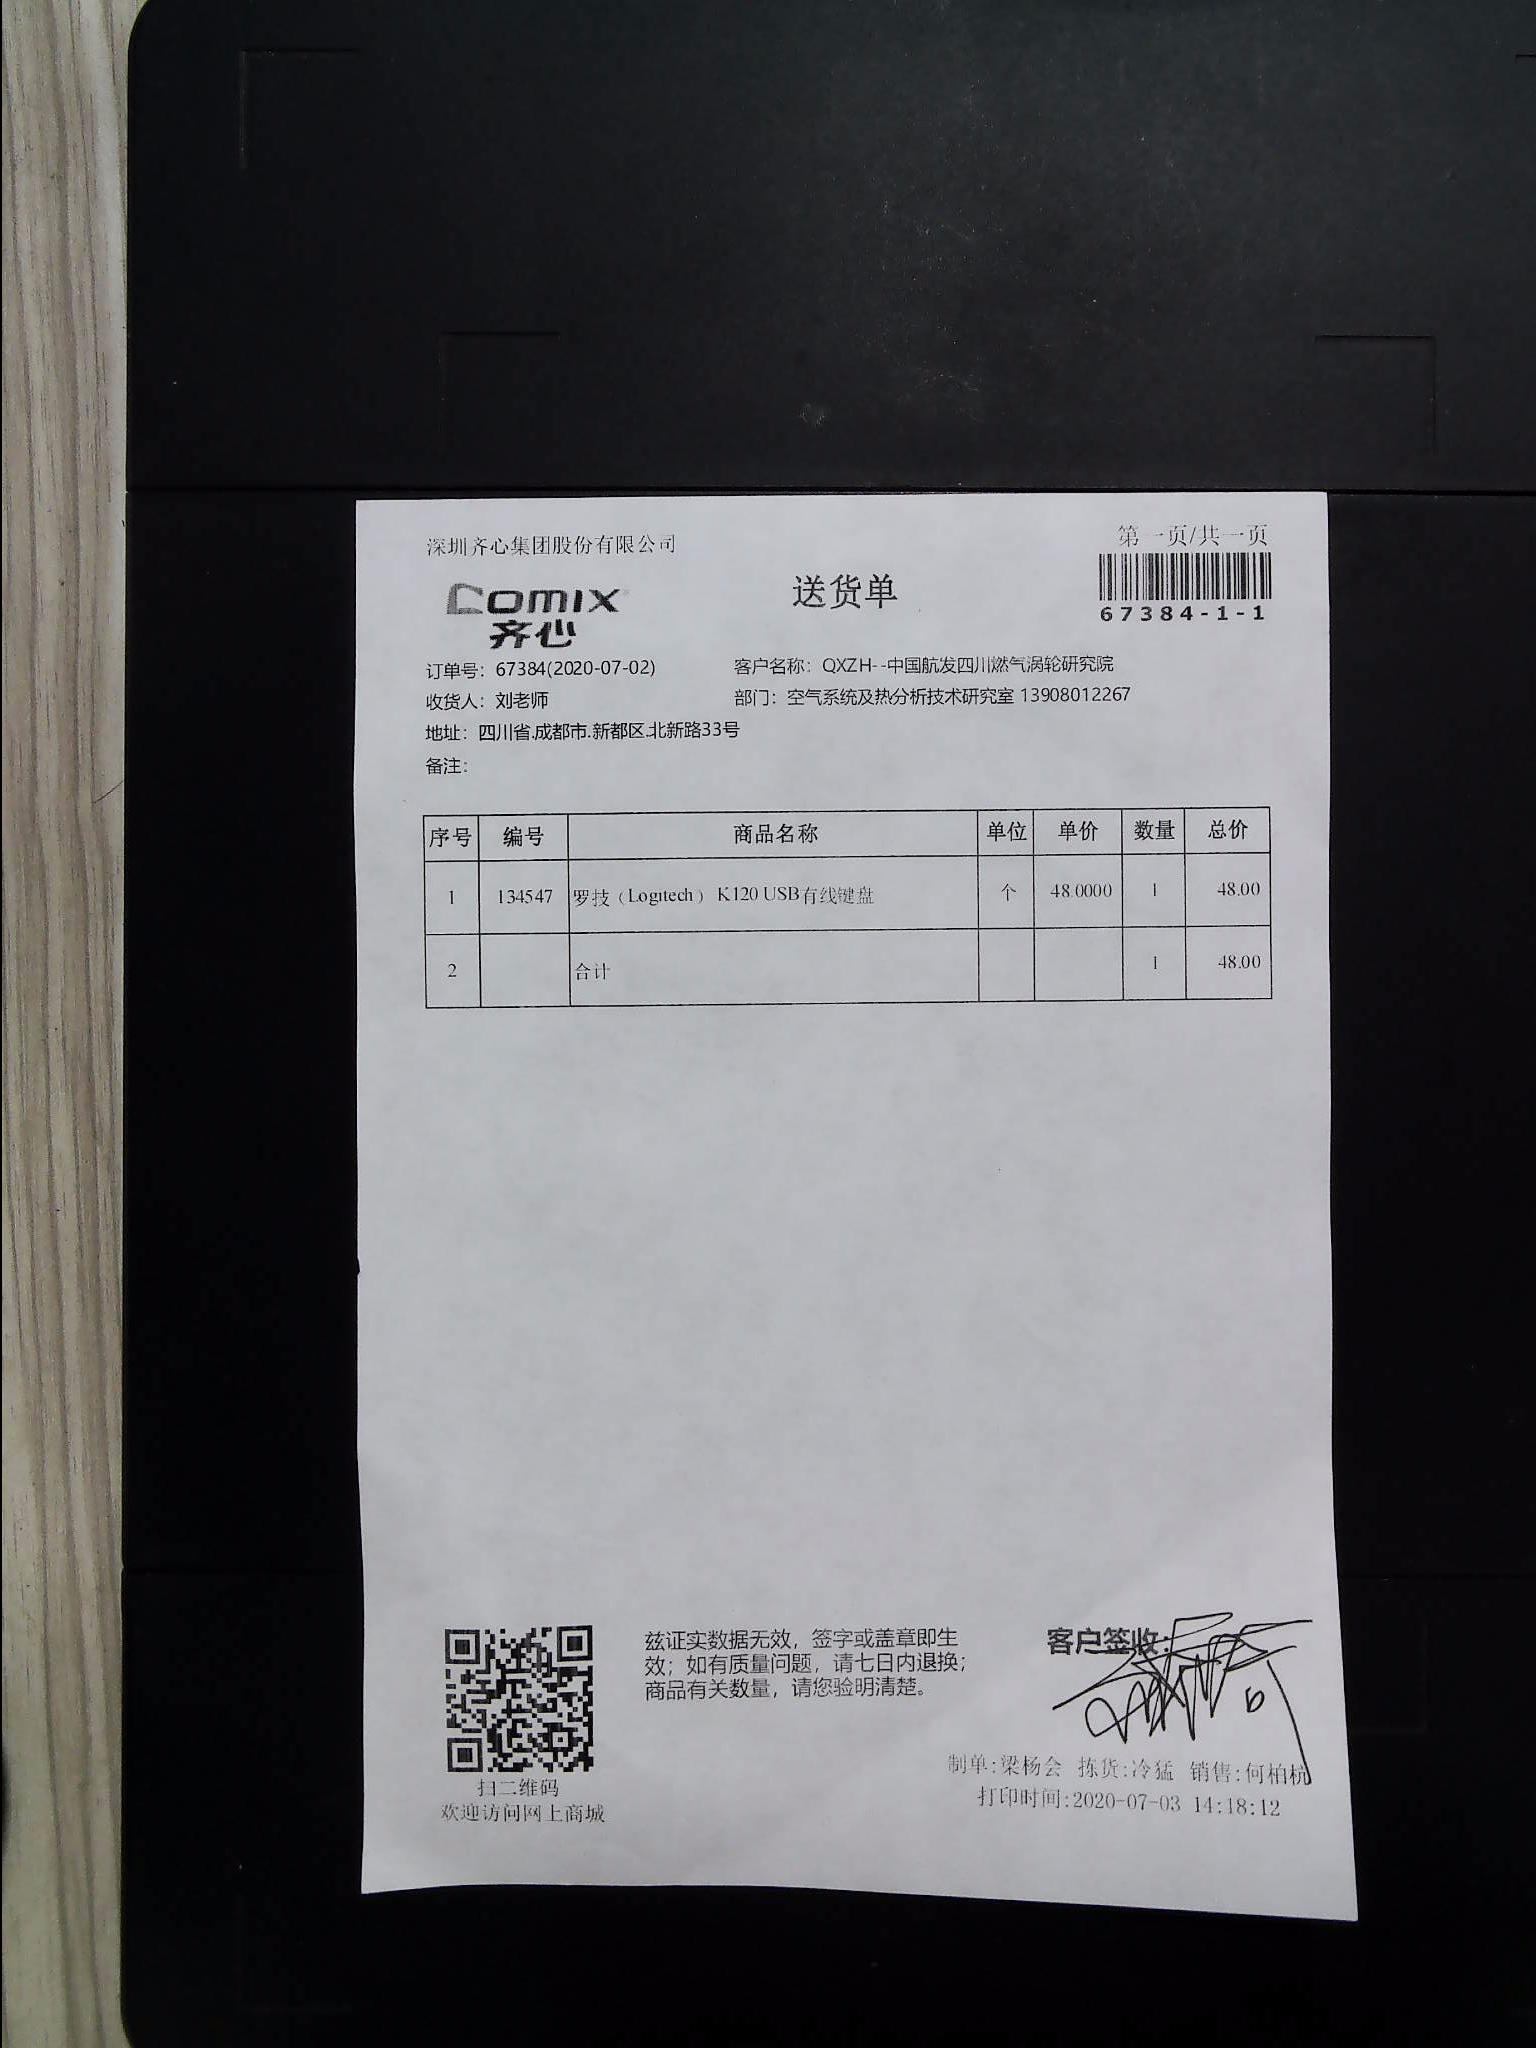 深圳齐心集团股份有限公司
第一页/共一页
comix
齐心
送货单
67384-1-1
订单号：67384(2020-07-02)
客户名称：QXZH--中国航发四川燃气涡轮研究院
收货人：刘老师
部门：空气系统及热分析技术研究室 13908012267
地址：四川省.成都市.新都区.北新路33号
备注：
序号 编号 商品名称 单位 单价 数量 总价
1 134547 罗技（Logitech） K120 USB有线键盘 个 48.0000 1 48.00
2 合计 1 48.00
兹证实数据无效，签字或盖章即生
效；如有质量问题，请七日内退换；
商品有关数量，请您验明清楚。
客户签收：
扫二维码
欢迎访问网上商城
制单:梁杨会 拣货:冷猛 销售:何柏杭
打印时间:2020-07-03 14:18:12